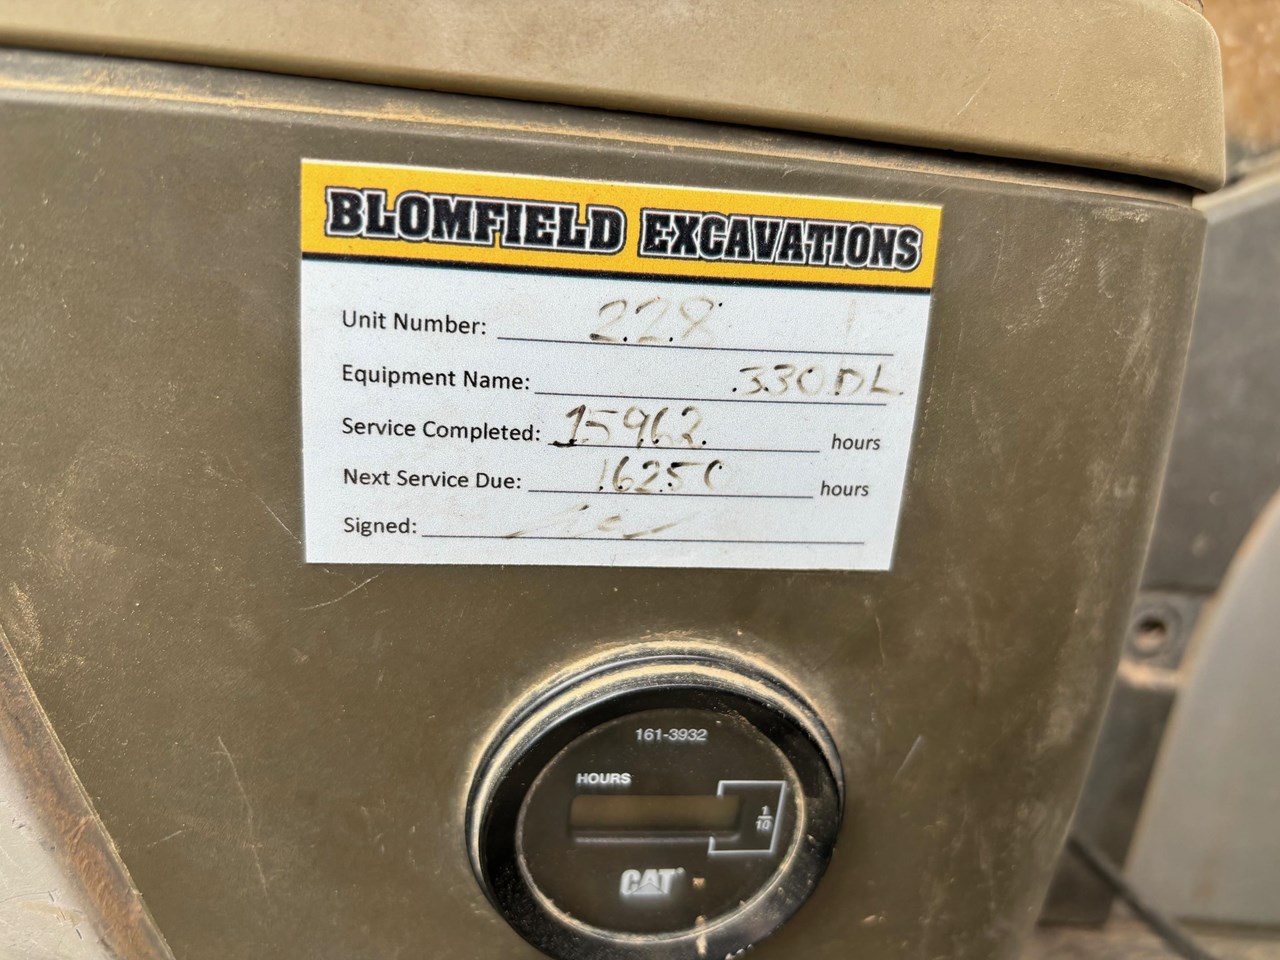 BLOMFIELD EXCAVATIONS
Unit Number: 228
Equipment Name: 330DL
Service Completed: 15962 hours
Next Service Due: 16250 hours
Signed:
161-3932
HOURS
1/10
CAT